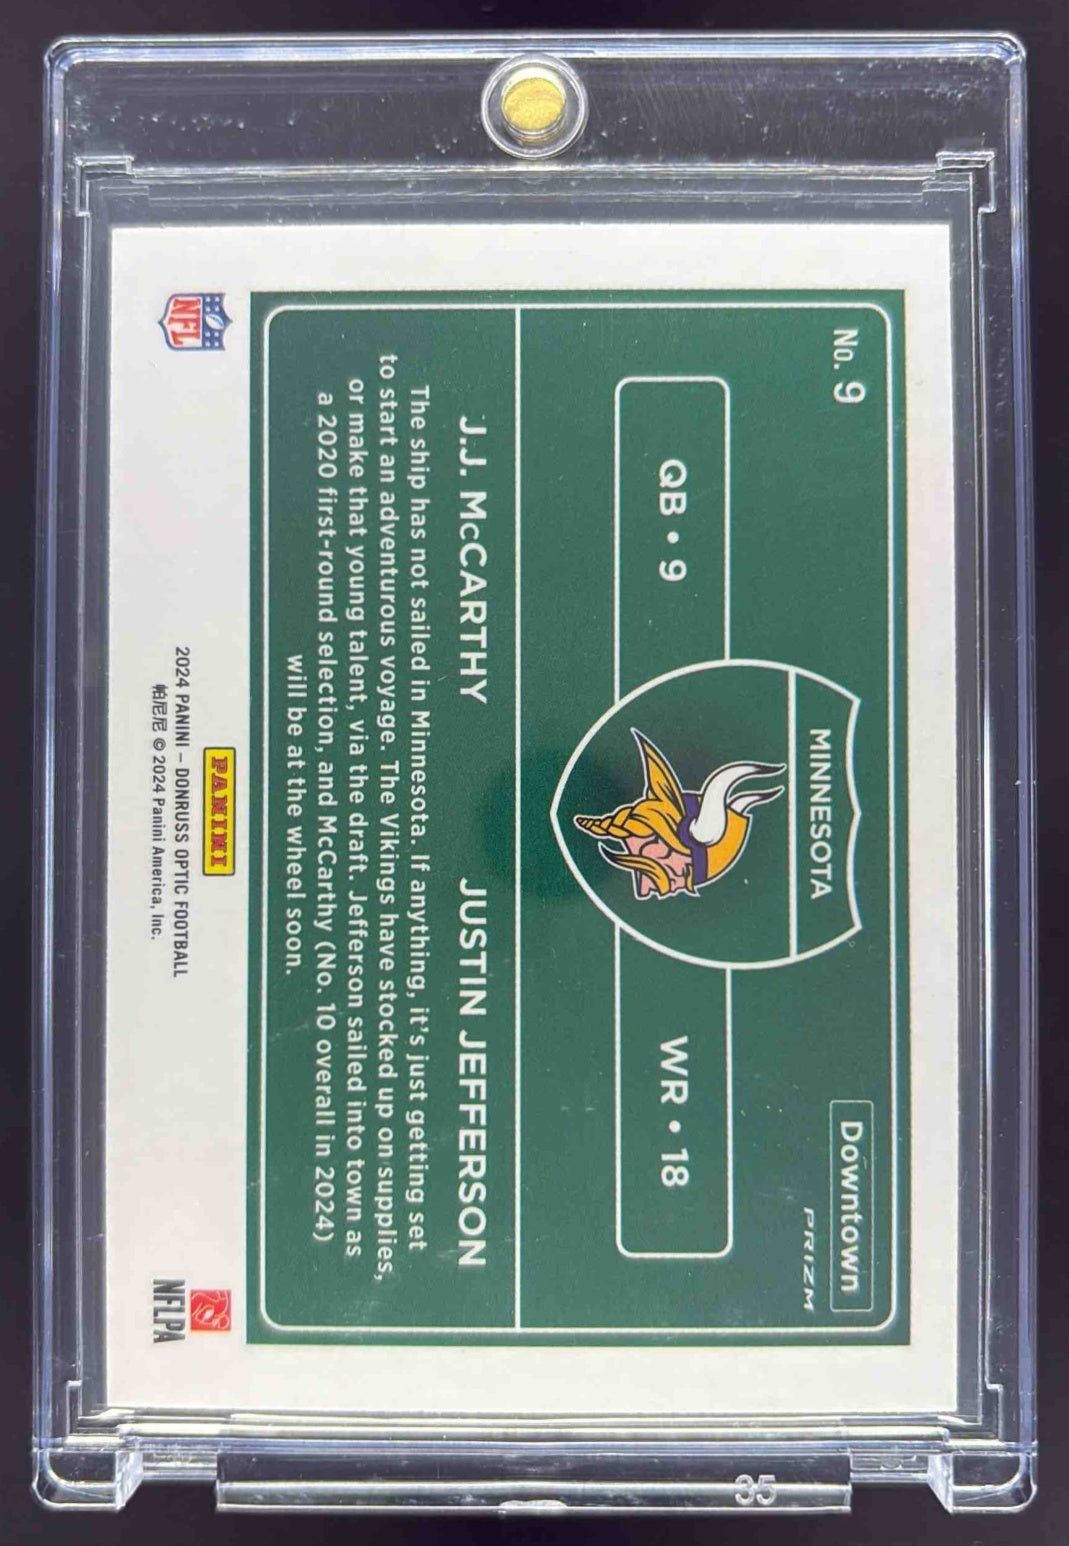 No. 9
Downtown
PRIZM
MINNESOTA
QB • 9
WR • 18
J.J. McCARTHY
JUSTIN JEFFERSON
The ship has not sailed in Minnesota. If anything, it's just getting set
to start an adventurous voyage. The Vikings have stocked up on supplies,
or make that young talent, via the draft. Jefferson sailed into town as
a 2020 first-round selection, and McCarthy (No. 10 overall in 2024)
will be at the wheel soon.
NFL
PANINI
NFLPA
2024 PANINI – DONRUSS OPTIC FOOTBALL
帕尼尼 © 2024 Panini America, Inc.
35